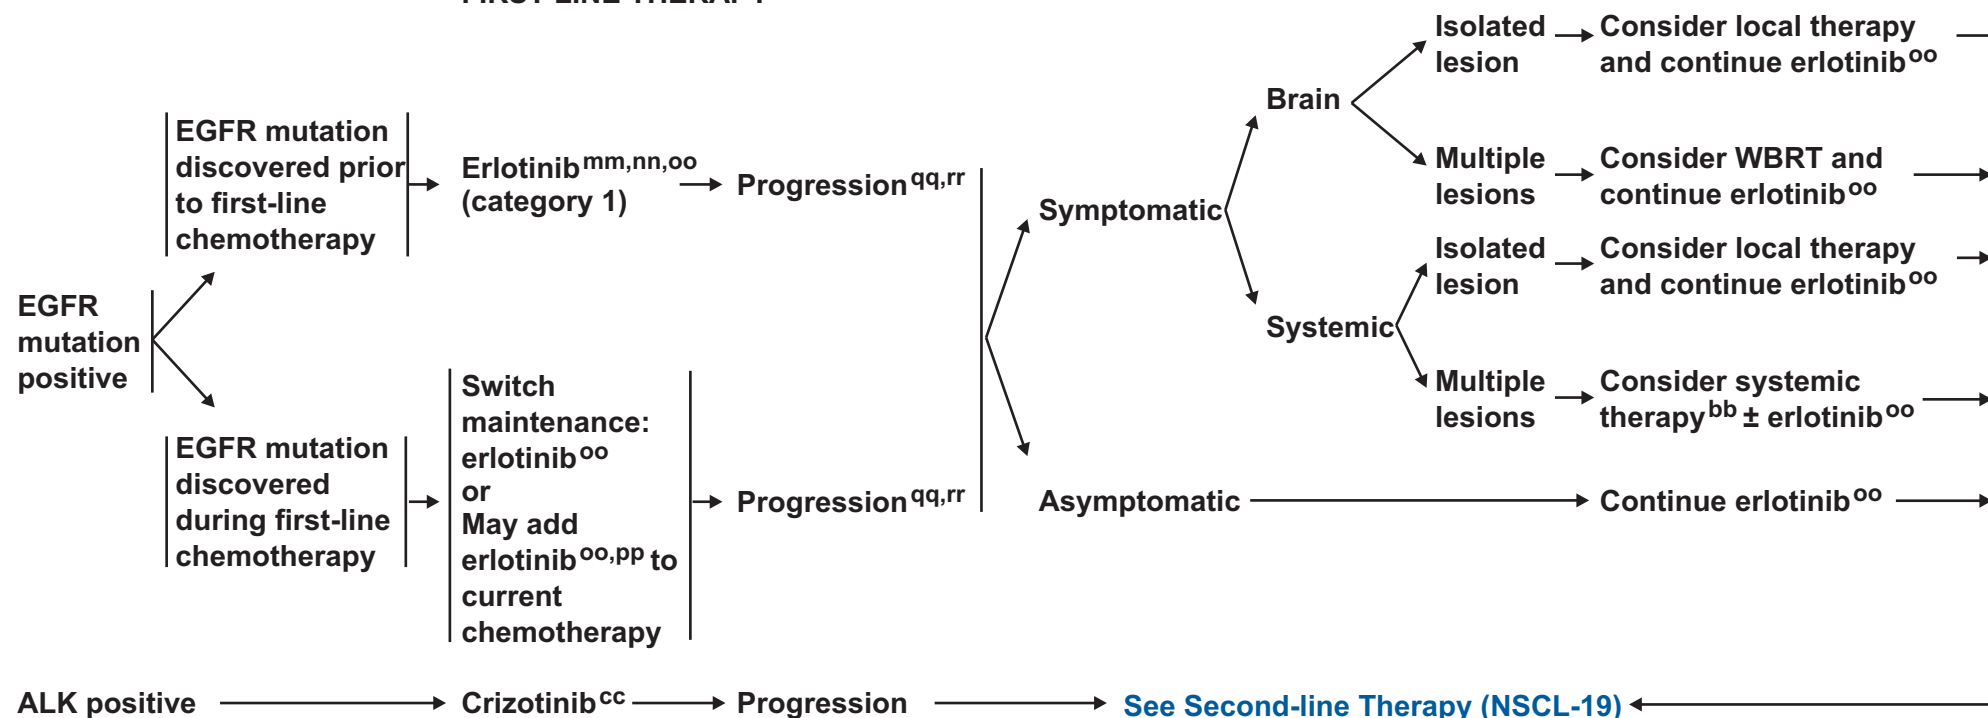 FIRST-LINE THERAPY
EGFR
mutation
positive
EGFR mutation
discovered prior
to first-line
chemotherapy
Erlotinib mm,nn,oo
(category 1)
Progression qq,rr
EGFR mutation
discovered
during first-line
chemotherapy
Switch
maintenance:
erlotinib oo
or
May add
erlotinib oo,pp to
current
chemotherapy
Progression qq,rr
Symptomatic
Brain
Isolated
lesion
Consider local therapy
and continue erlotinib oo
Multiple
lesions
Consider WBRT and
continue erlotinib oo
Systemic
Isolated
lesion
Consider local therapy
and continue erlotinib oo
Multiple
lesions
Consider systemic
therapy bb ± erlotinib oo
Asymptomatic
Continue erlotinib oo
ALK positive
Crizotinib cc
Progression
See Second-line Therapy (NSCL-19)